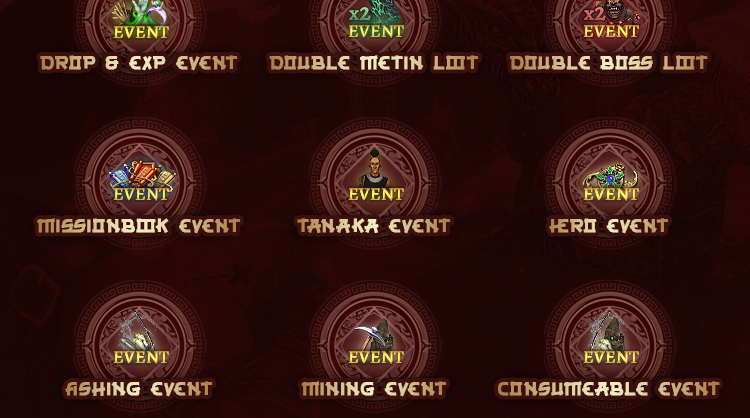 EVENT
x2
EVENT
x2
EVENT
DROP & EXP EVENT
DOUBLE METIN LOOT
DOUBLE BOSS LOOT
EVENT
EVENT
EVENT
MISSIONBOOK EVENT
TANAKA EVENT
HERO EVENT
EVENT
EVENT
EVENT
FISHING EVENT
MINING EVENT
CONSUMEABLE EVENT